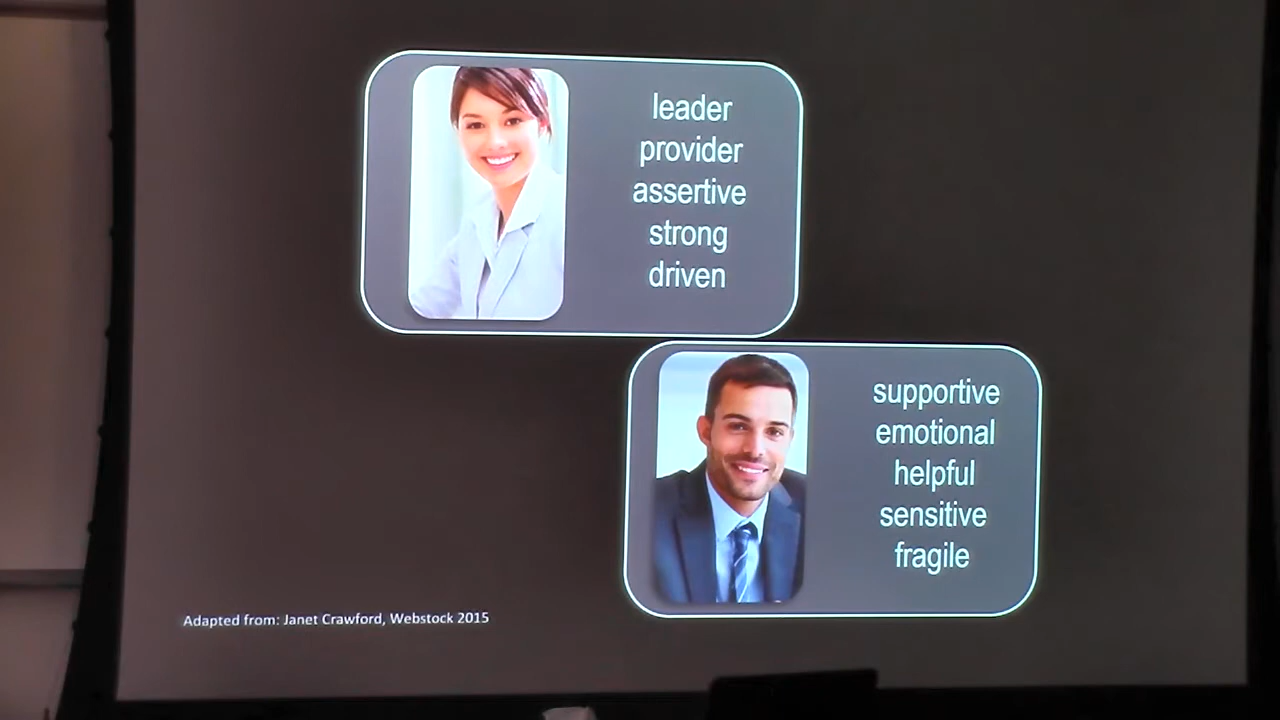 leader
provider
assertive
strong
driven
supportive
emotional
helpful
sensitive
fragile
Adapted from: Janet Crawford, Webstock 2015